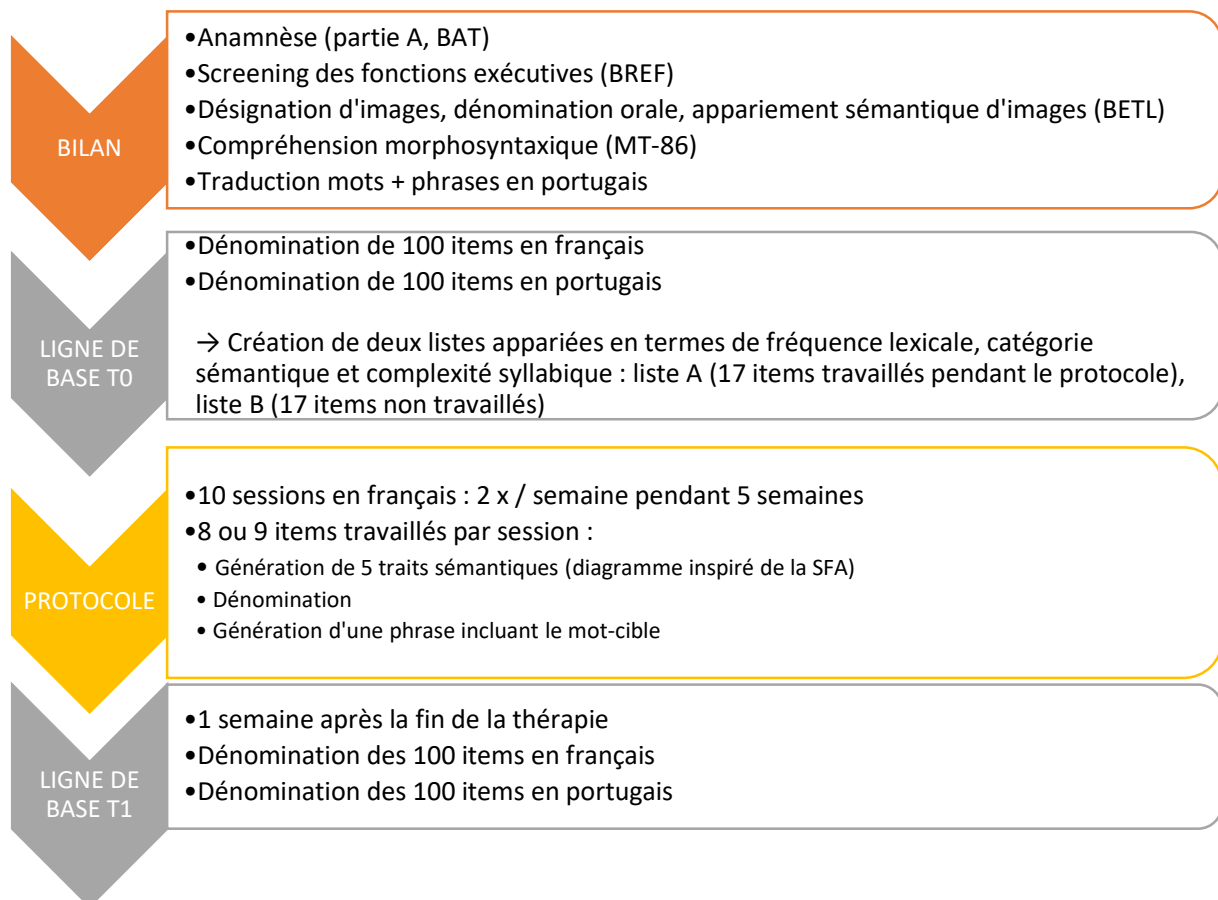 BILAN
•Anamnèse (partie A, BAT)
•Screening des fonctions exécutives (BREF)
•Désignation d'images, dénomination orale, appariement sémantique d'images (BETL)
•Compréhension morphosyntaxique (MT-86)
•Traduction mots + phrases en portugais
LIGNE DE
BASE T0
•Dénomination de 100 items en français
•Dénomination de 100 items en portugais
→ Création de deux listes appariées en termes de fréquence lexicale, catégorie
sémantique et complexité syllabique : liste A (17 items travaillés pendant le protocole),
liste B (17 items non travaillés)
PROTOCOLE
•10 sessions en français : 2 x / semaine pendant 5 semaines
•8 ou 9 items travaillés par session :
• Génération de 5 traits sémantiques (diagramme inspiré de la SFA)
• Dénomination
• Génération d'une phrase incluant le mot-cible
LIGNE DE
BASE T1
•1 semaine après la fin de la thérapie
•Dénomination des 100 items en français
•Dénomination des 100 items en portugais